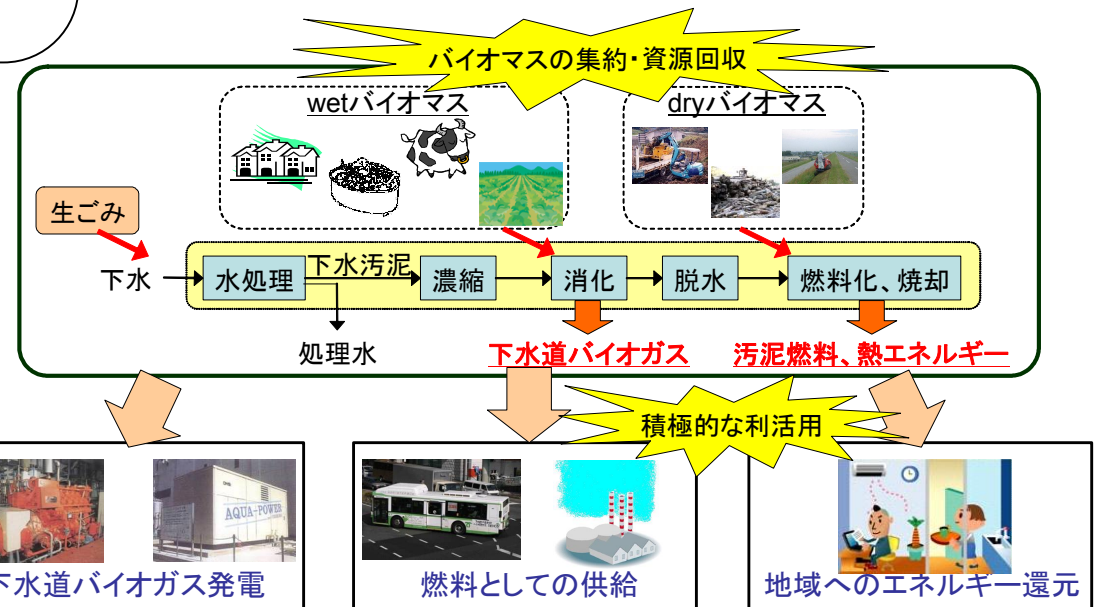 バイオマスの集約・資源回収
wetバイオマス
dryバイオマス
生ごみ
下水
水処理
下水汚泥
濃縮
消化
脱水
燃料化、焼却
処理水
下水道バイオガス
汚泥燃料、熱エネルギー
積極的な利活用
AQUA-POWER
下水道バイオガス発電
燃料としての供給
地域へのエネルギー還元